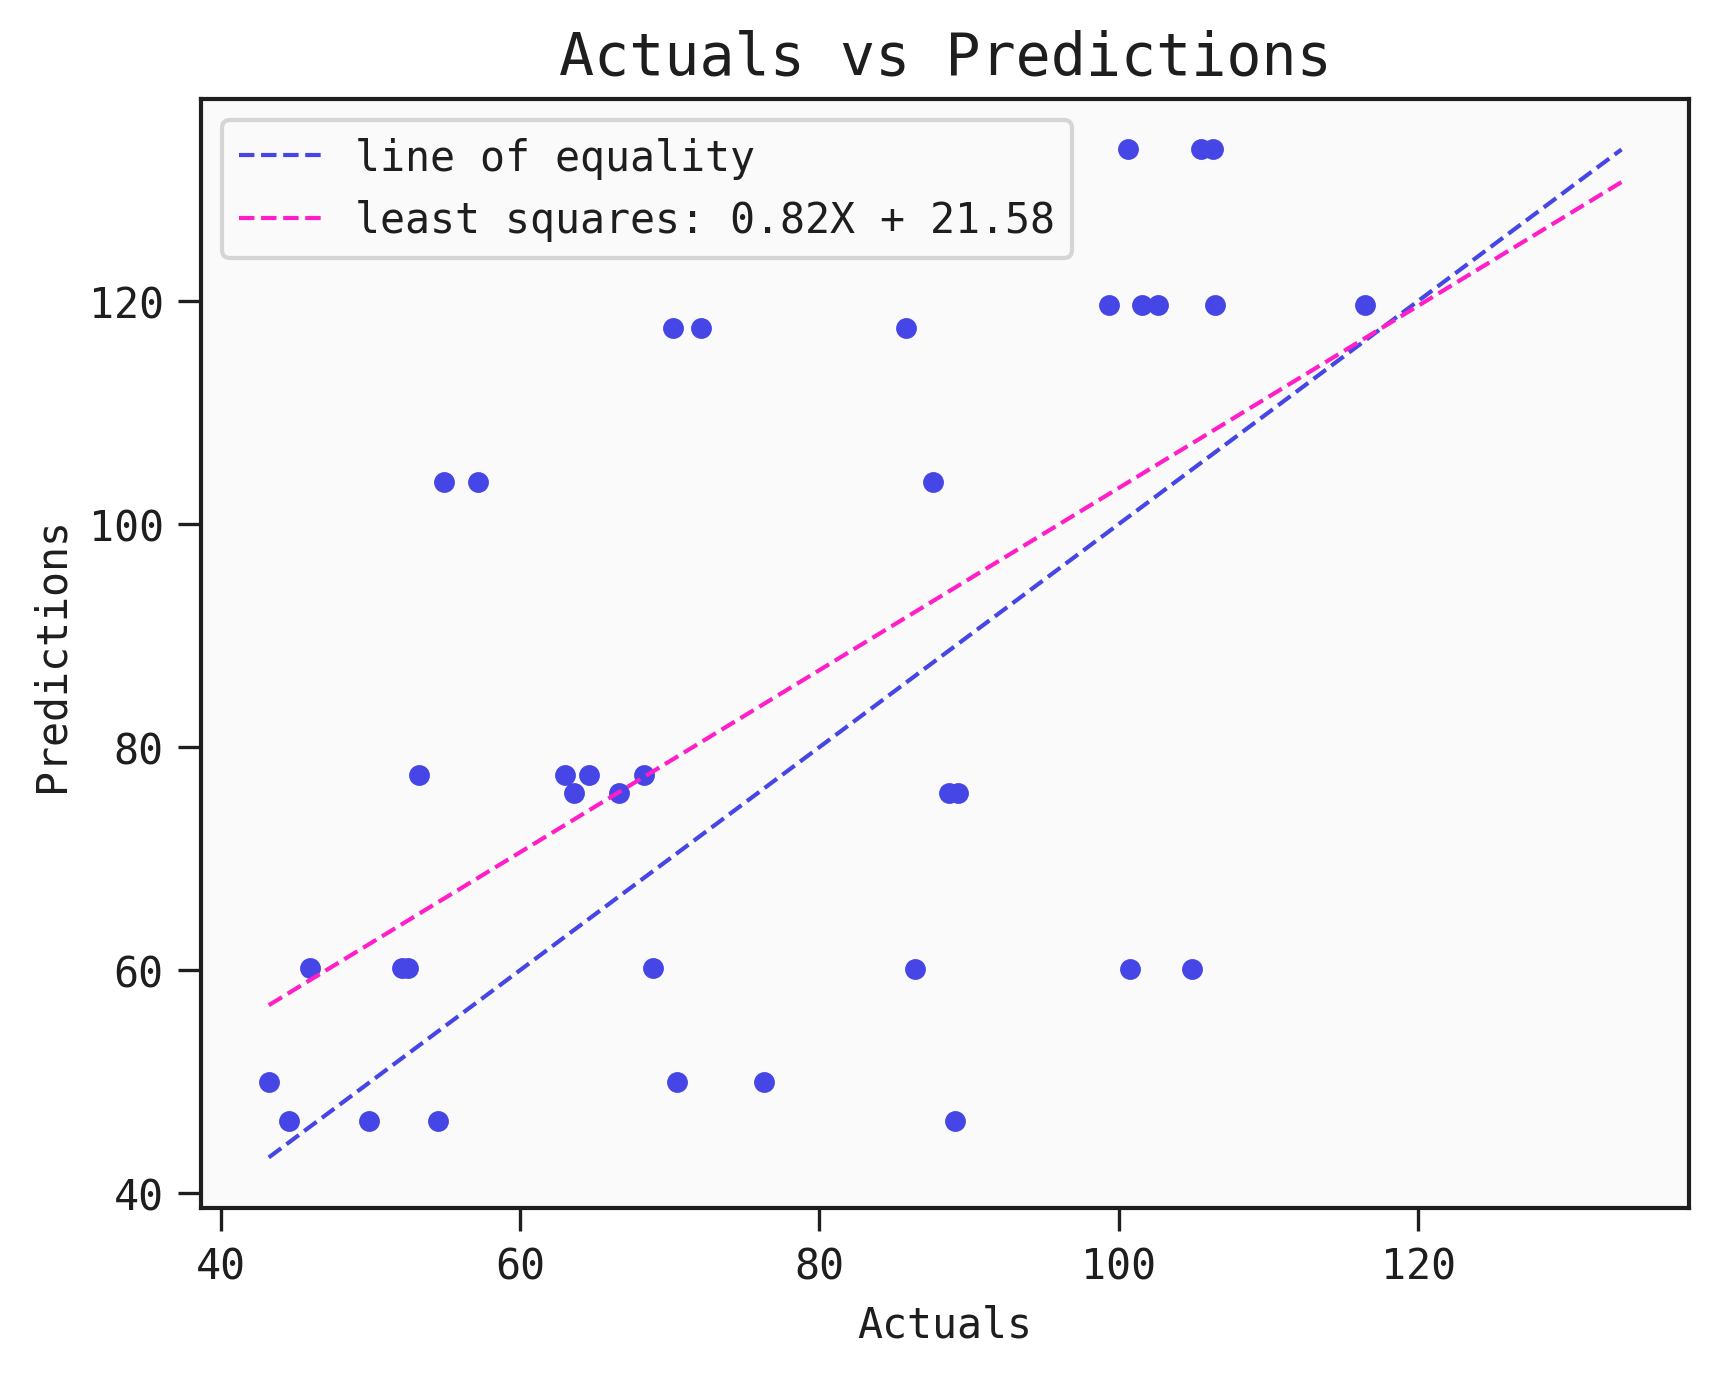 Actuals vs Predictions
line of equality
least squares: 0.82X + 21.58
120
100
80
60
40
Predictions
40 60 80 100 120
Actuals